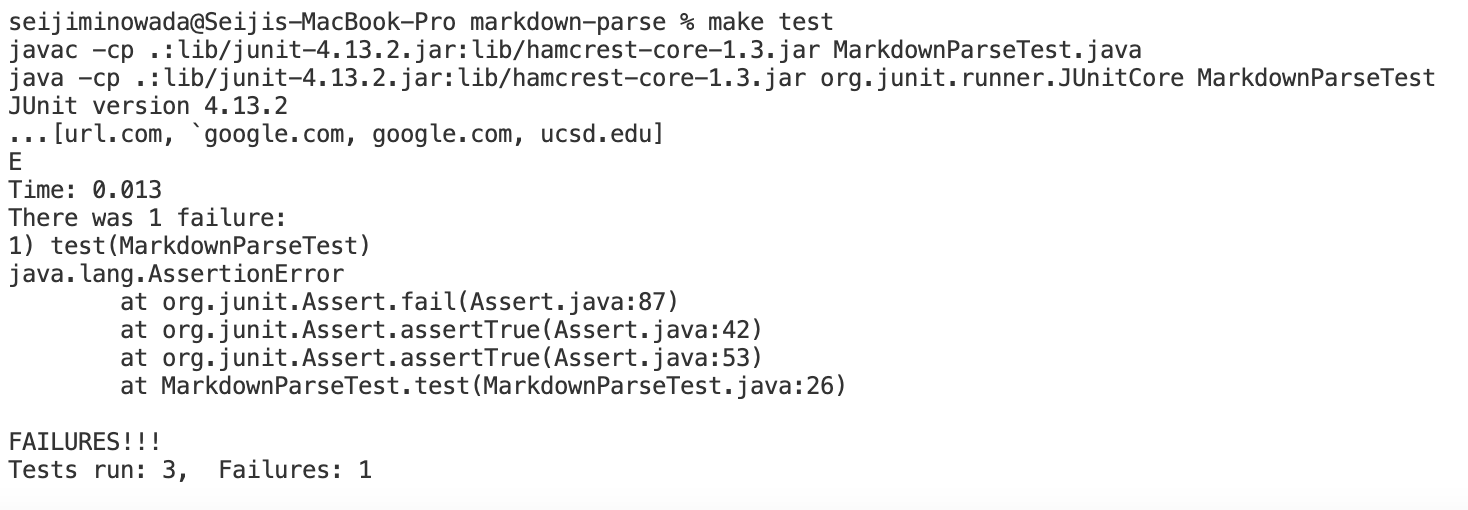 seijiminowada@Seijis-MacBook-Pro markdown-parse % make test
javac -cp .:lib/junit-4.13.2.jar:lib/hamcrest-core-1.3.jar MarkdownParseTest.java
java -cp .:lib/junit-4.13.2.jar:lib/hamcrest-core-1.3.jar org.junit.runner.JUnitCore MarkdownParseTest
JUnit version 4.13.2
...[url.com, `google.com, google.com, ucsd.edu]
E
Time: 0.013
There was 1 failure:
1) test(MarkdownParseTest)
java.lang.AssertionError
        at org.junit.Assert.fail(Assert.java:87)
        at org.junit.Assert.assertTrue(Assert.java:42)
        at org.junit.Assert.assertTrue(Assert.java:53)
        at MarkdownParseTest.test(MarkdownParseTest.java:26)

FAILURES!!!
Tests run: 3,  Failures: 1